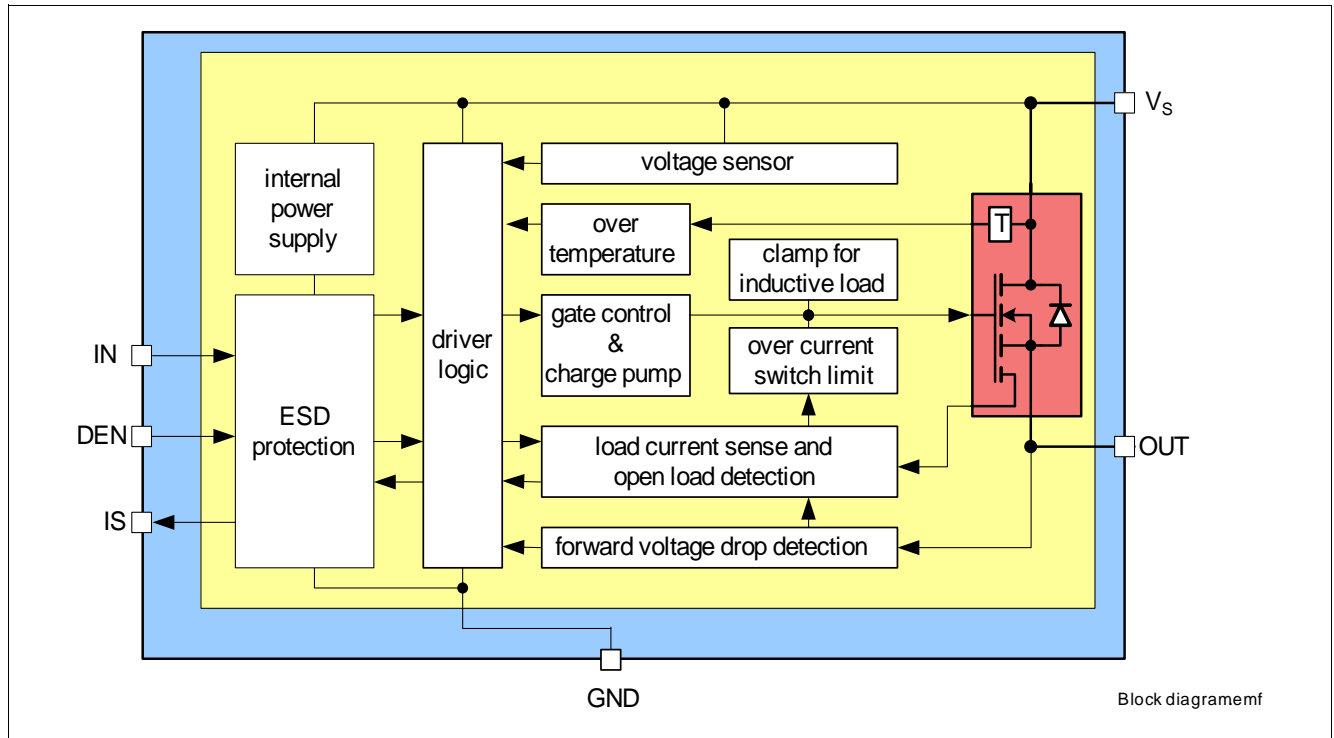 V_S
voltage sensor
internal
power
supply
T
over
temperature
clamp for
inductive load
gate control
&
charge pump
driver
logic
over current
switch limit
IN
ESD
protection
DEN
load current sense and
open load detection
OUT
IS
forward voltage drop detection
GND
Block diagramemf